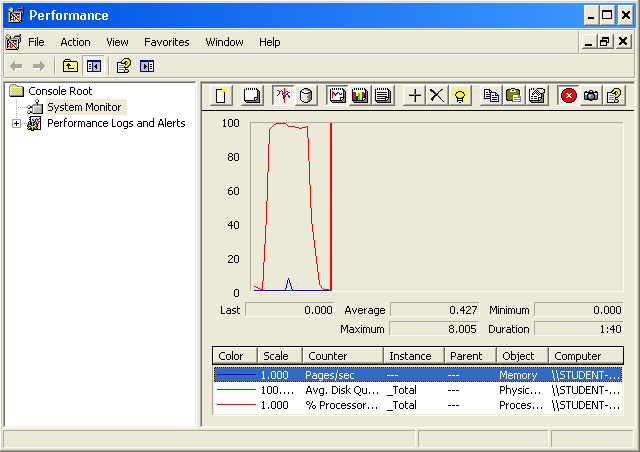 Performance
File Action View Favorites Window Help
Console Root
System Monitor
Performance Logs and Alerts
100
80
60
40
20
0
Last 0.000 Average 0.427 Minimum 0.000
Maximum 8.005 Duration 1:40
Color Scale Counter Instance Parent Object Computer
1.000 Pages/sec --- --- Memory \\STUDENT-...
100.... Avg. Disk Qu... _Total --- Physic... \\STUDENT-...
1.000 % Processor... _Total --- Proces... \\STUDENT-...